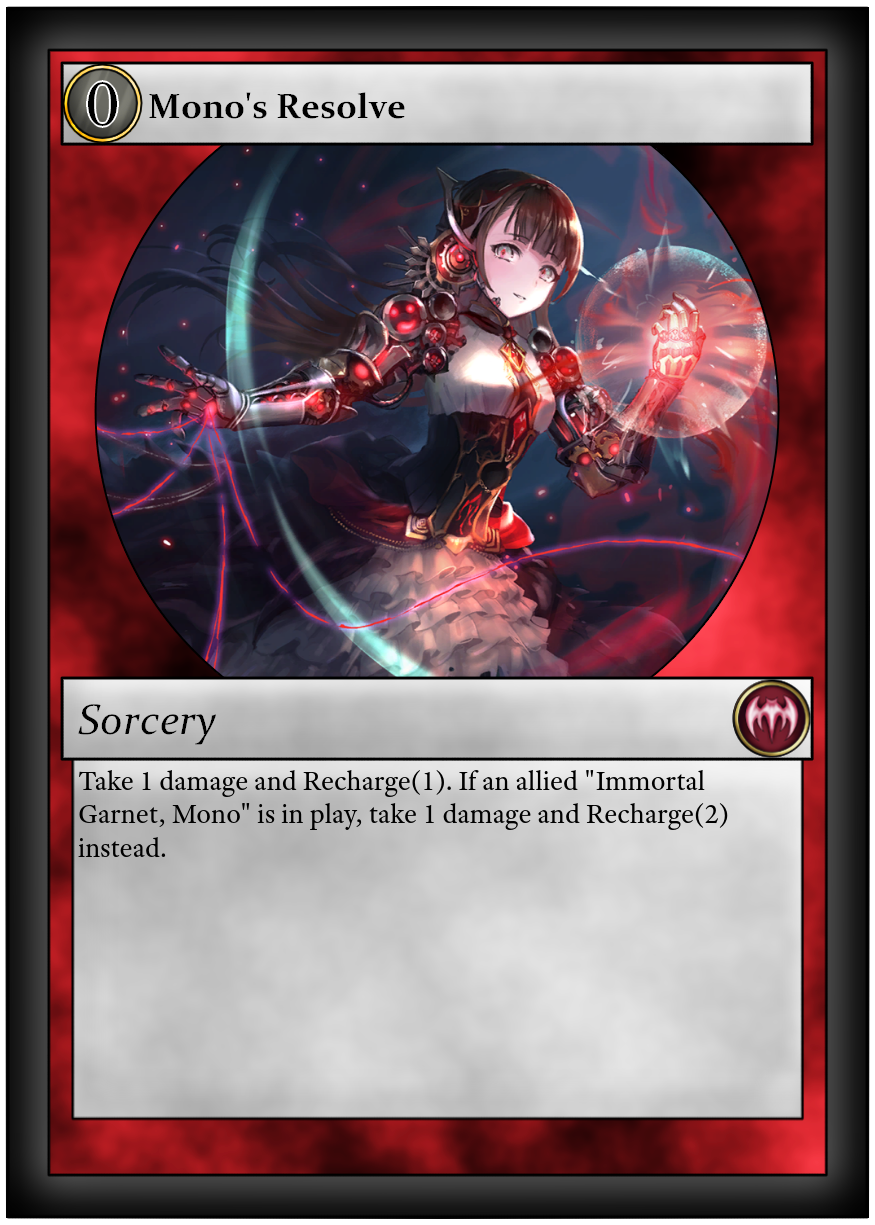 0 Mono's Resolve
Sorcery
Take 1 damage and Recharge(1). If an allied "Immortal
Garnet, Mono" is in play, take 1 damage and Recharge(2)
instead.